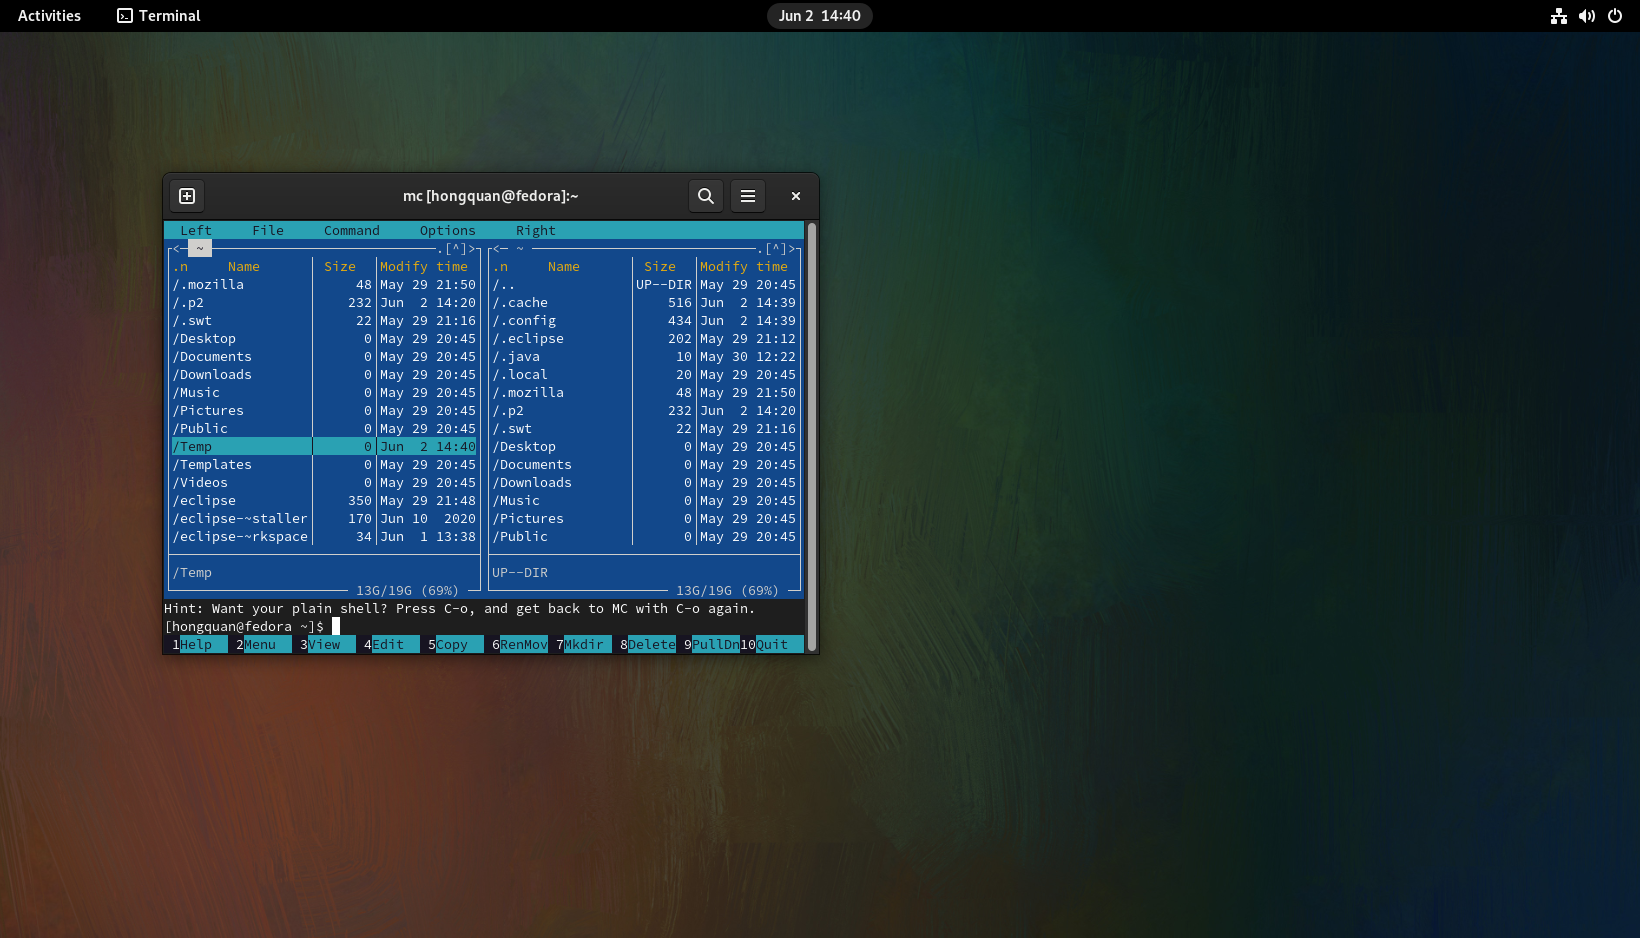 Activities Terminal Jun 2 14:40
mc [hongquan@fedora]:~
Left File Command Options Right
<─ ~ ─.[^]> <─ ~ ─.[^]>
.n Name Size Modify time .n Name Size Modify time
/.mozilla 48 May 29 21:50 /.. UP--DIR May 29 20:45
/.p2 232 Jun 2 14:20 /.cache 516 Jun 2 14:39
/.swt 22 May 29 21:16 /.config 434 Jun 2 14:39
/Desktop 0 May 29 20:45 /.eclipse 202 May 29 21:12
/Documents 0 May 29 20:45 /.java 10 May 30 12:22
/Downloads 0 May 29 20:45 /.local 20 May 29 20:45
/Music 0 May 29 20:45 /.mozilla 48 May 29 21:50
/Pictures 0 May 29 20:45 /.p2 232 Jun 2 14:20
/Public 0 May 29 20:45 /.swt 22 May 29 21:16
/Temp 0 Jun 2 14:40 /Desktop 0 May 29 20:45
/Templates 0 May 29 20:45 /Documents 0 May 29 20:45
/Videos 0 May 29 20:45 /Downloads 0 May 29 20:45
/eclipse 350 May 29 21:48 /Music 0 May 29 20:45
/eclipse-~staller 170 Jun 10 2020 /Pictures 0 May 29 20:45
/eclipse-~rkspace 34 Jun 1 13:38 /Public 0 May 29 20:45
/Temp UP--DIR
13G/19G (69%) 13G/19G (69%)
Hint: Want your plain shell? Press C-o, and get back to MC with C-o again.
[hongquan@fedora ~]$
1Help 2Menu 3View 4Edit 5Copy 6RenMov 7Mkdir 8Delete 9PullDn 10Quit